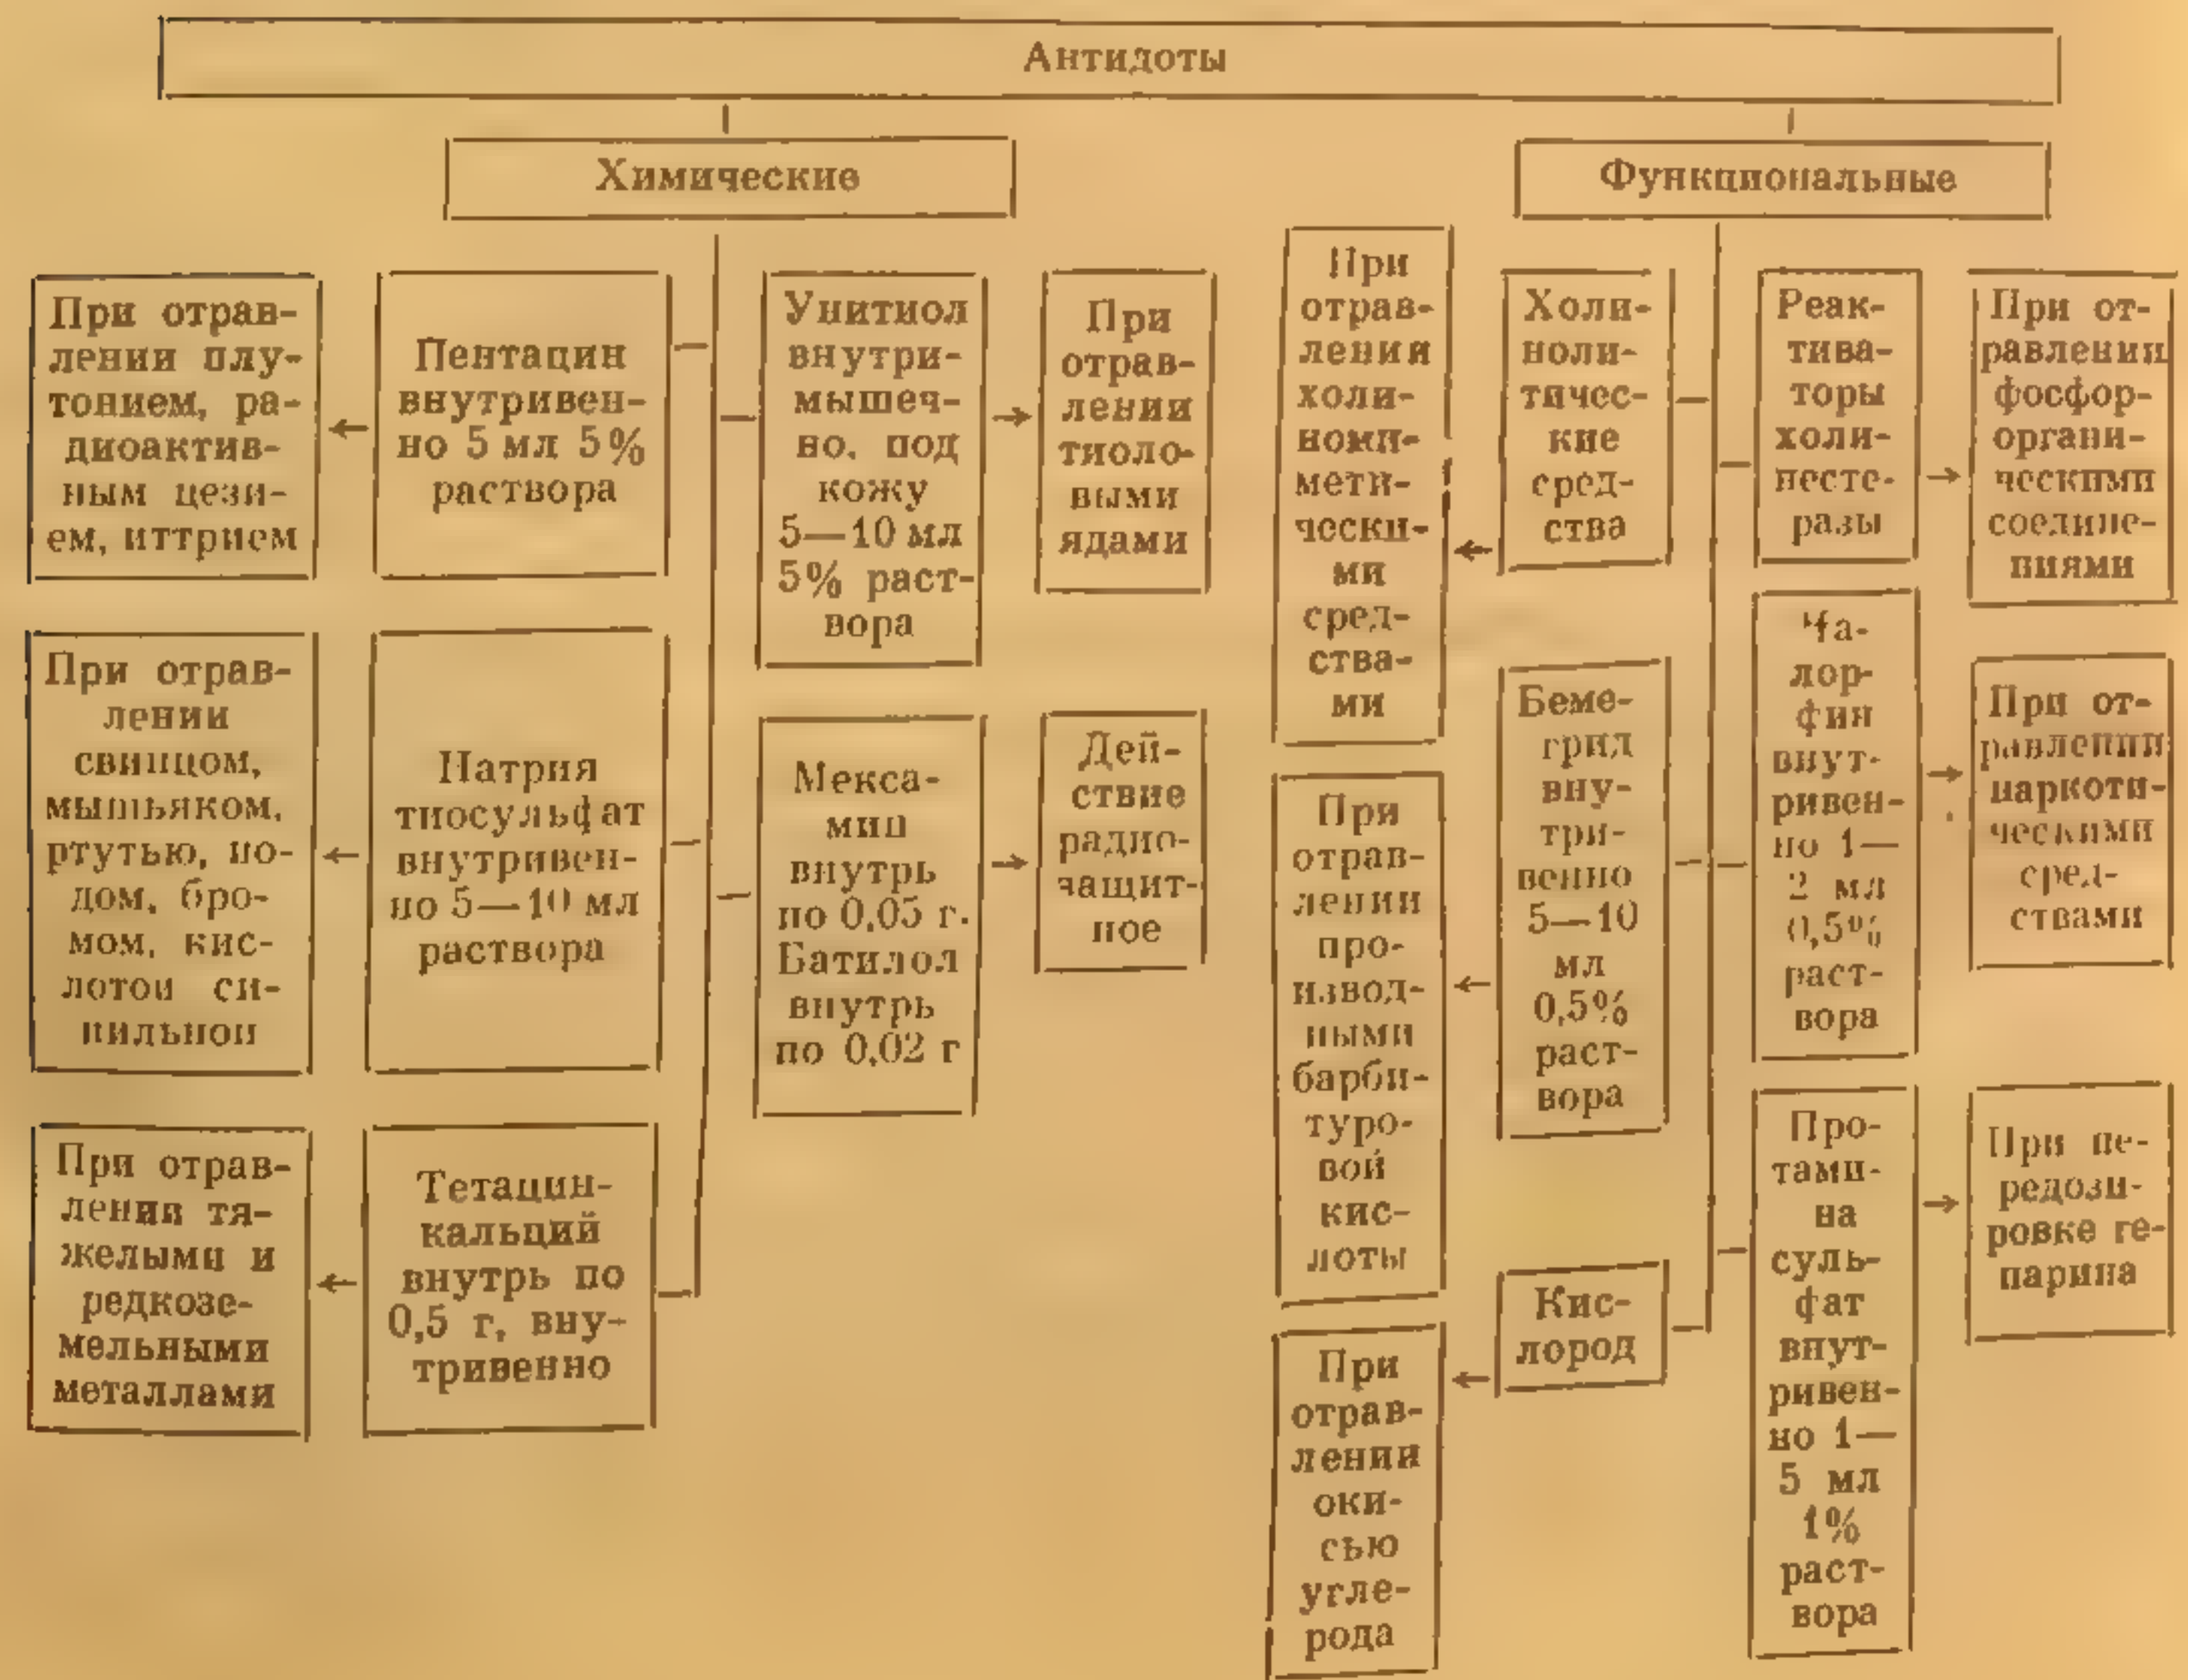 Антидоты
Химические
Функциональные
При отрав-
лении плу-
тонием, ра-
диоактив-
ным цези-
ем, иттрием
Пентацин
внутривен-
но 5 мл 5%
раствора
Унитиол
внутри-
мышеч-
но, под
кожу
5—10 мл
5% раст-
вора
При
отрав-
лении
тиоло-
выми
ядами
При
отрав-
лении
холи-
номи-
мети-
чески-
ми
сред-
ства-
ми
Холи-
ноли-
тичес-
кие
сред-
ства
Реак-
тива-
торы
холи-
несте-
разы
При от-
равлении
фосфор-
органи-
ческими
соедине-
ниями
При отрав-
лении
свинцом,
мышьяком,
ртутью, йо-
дом, бро-
мом, кис-
лотой си-
нильной
Натрия
тиосульфат
внутривен-
но 5—10 мл
раствора
Мекса-
мин
внутрь
по 0,05 г.
Батилол
внутрь
по 0,02 г
Дей-
ствие
радио-
защит-
ное
При
отрав-
лении
про-
извод-
ными
барби-
туро-
вой
кис-
лоты
Беме-
грид
вну-
три-
венно
5—10
мл
0,5%
раст-
вора
Налор-
фин
внут-
ривен-
но 1—
2 мл
0,5%
раст-
вора
При от-
равлении
наркоти-
ческими
сред-
ствами
При отрав-
лении тя-
желыми и
редкозе-
мельными
металлами
Тетацин-
кальций
внутрь по
0,5 г, вну-
тривенно
При
отрав-
лении
оки-
сью
угле-
рода
Кис-
лород
Про-
тами-
на
суль-
фат
внут-
ривен-
но 1—
5 мл
1%
раст-
вора
При пе-
редози-
ровке ге-
парина